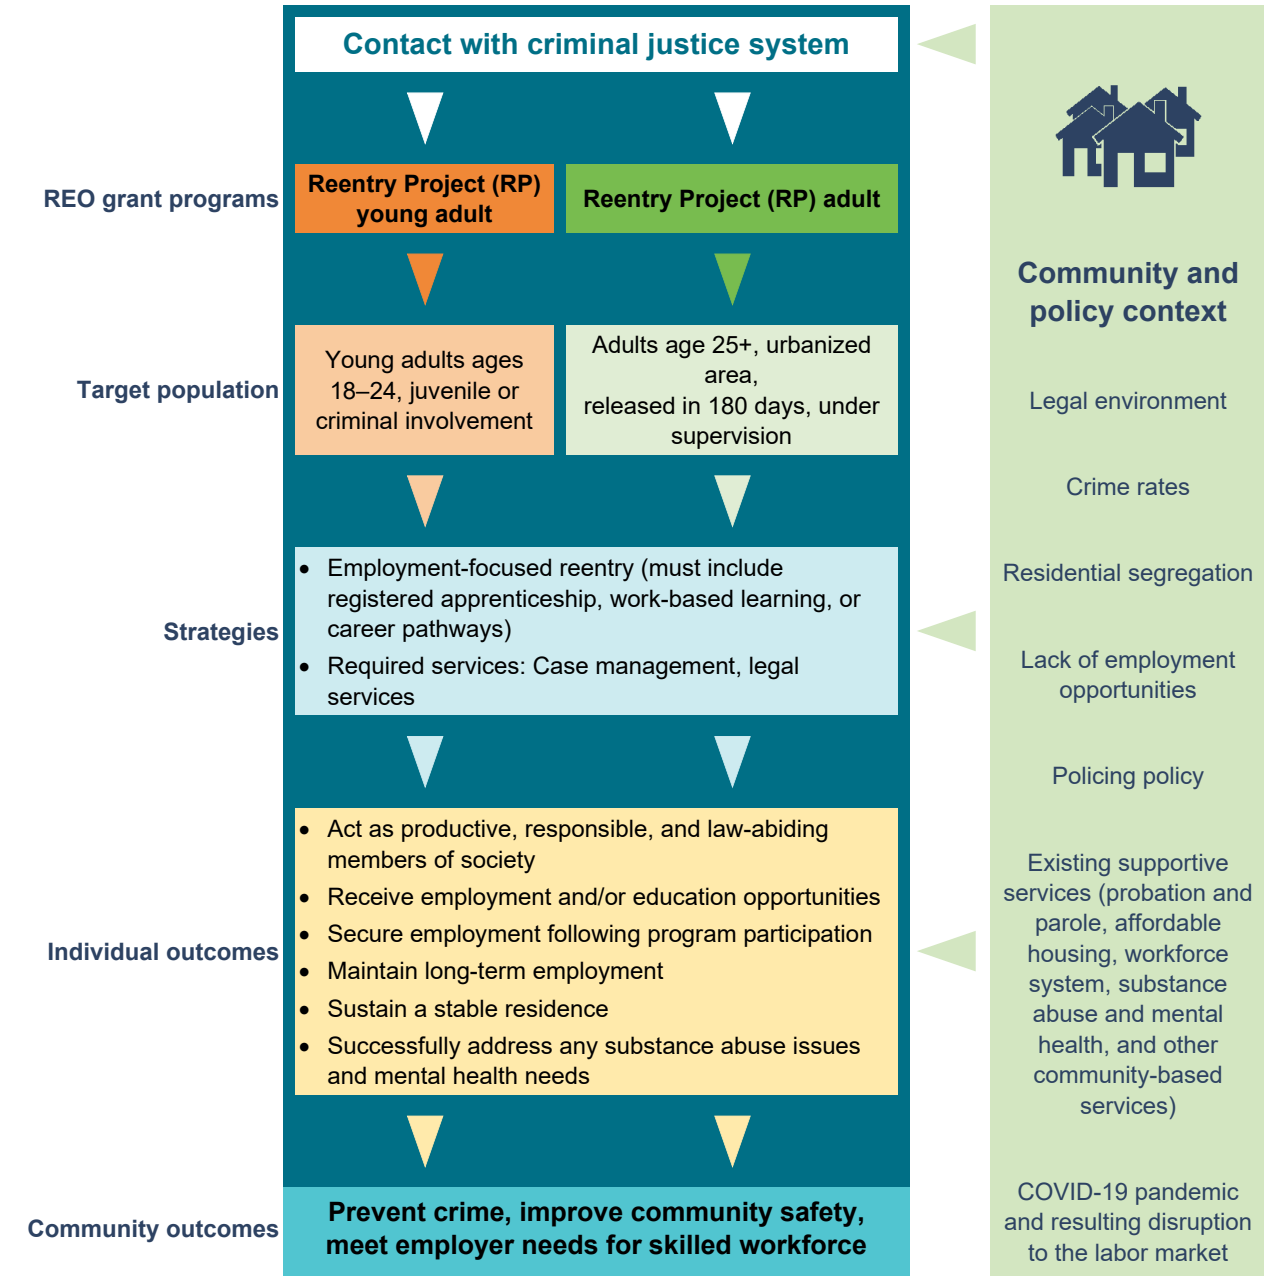 Contact with criminal justice system
REO grant programs
Reentry Project (RP)
young adult
Reentry Project (RP) adult
Target population
Young adults ages
18–24, juvenile or
criminal involvement
Adults age 25+, urbanized
area,
released in 180 days, under
supervision
Strategies
• Employment-focused reentry (must include
registered apprenticeship, work-based learning, or
career pathways)
• Required services: Case management, legal
services
Individual outcomes
• Act as productive, responsible, and law-abiding
members of society
• Receive employment and/or education opportunities
• Secure employment following program participation
• Maintain long-term employment
• Sustain a stable residence
• Successfully address any substance abuse issues
and mental health needs
Community outcomes
Prevent crime, improve community safety,
meet employer needs for skilled workforce
Community and
policy context
Legal environment
Crime rates
Residential segregation
Lack of employment
opportunities
Policing policy
Existing supportive
services (probation and
parole, affordable
housing, workforce
system, substance
abuse and mental
health, and other
community-based
services)
COVID-19 pandemic
and resulting disruption
to the labor market